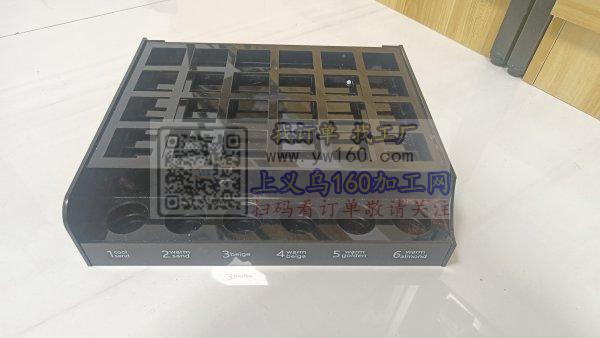 找订单 找工厂
www.yw160.com
上义乌160加工网
扫码看订单敬请关注
1 cool sand
2 warm sand
3 beige
4 warm beige
5 warm golden
6 warm almond